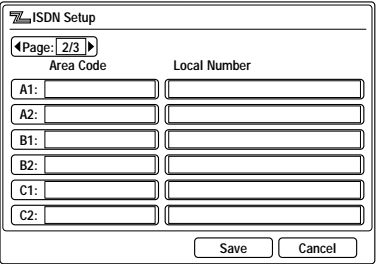 ISDN Setup
Page: 2/3
Area Code Local Number
A1:
A2:
B1:
B2:
C1:
C2:
Save Cancel